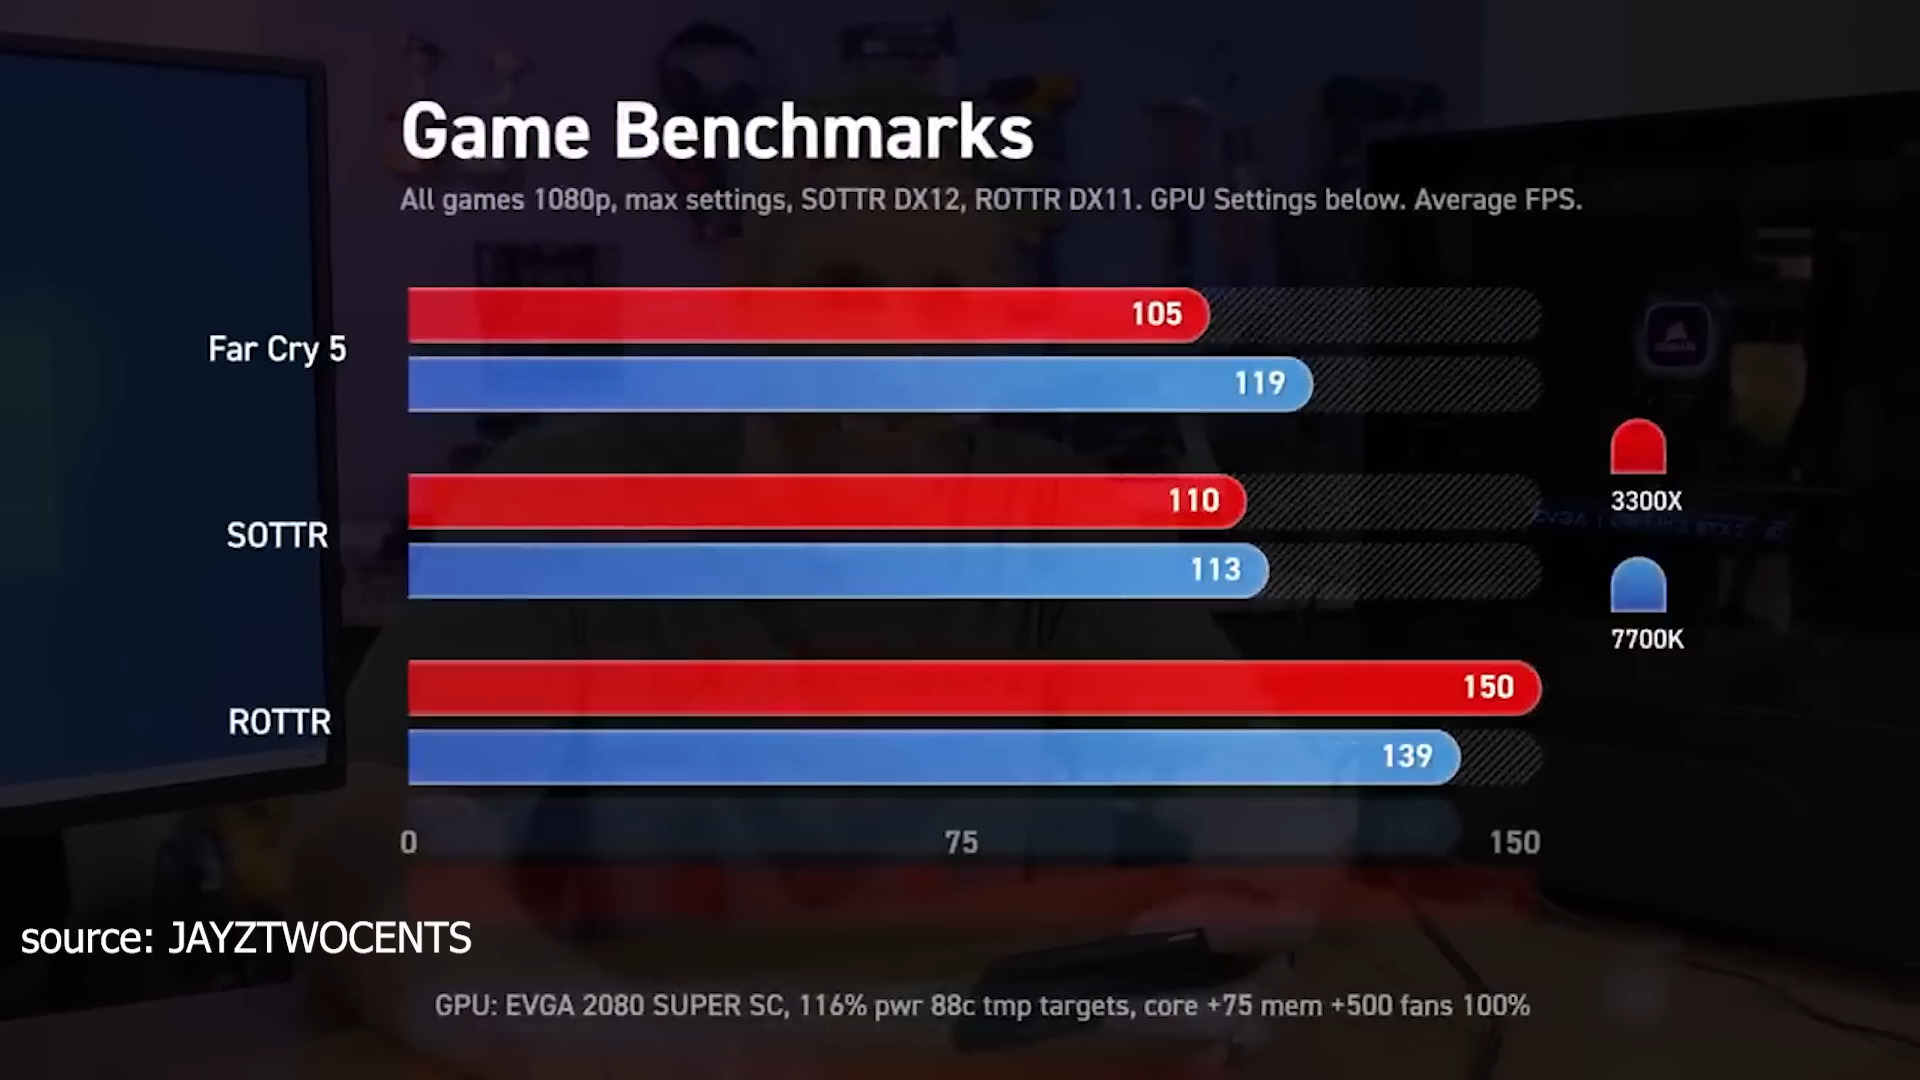 Game Benchmarks
All games 1080p, max settings, SOTTR DX12, ROTTR DX11. GPU Settings below. Average FPS.
Far Cry 5
105
119
SOTTR
110
113
ROTTR
150
139
3300X
7700K
0 75 150
source: JAYZTWOCENTS
GPU: EVGA 2080 SUPER SC, 116% pwr 88c tmp targets, core +75 mem +500 fans 100%